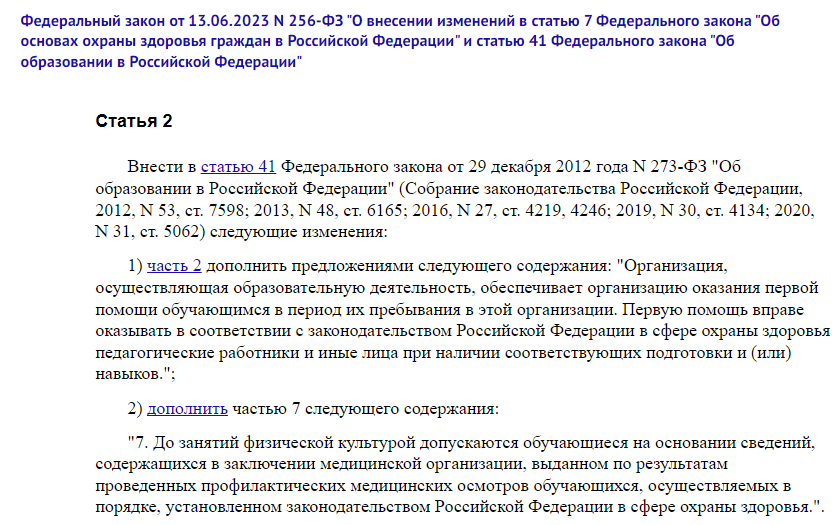 Федеральный закон от 13.06.2023 N 256-ФЗ "О внесении изменений в статью 7 Федерального закона "Об
основах охраны здоровья граждан в Российской Федерации" и статью 41 Федерального закона "Об
образовании в Российской Федерации"
Статья 2
Внести в статью 41 Федерального закона от 29 декабря 2012 года N 273-ФЗ "Об
образовании в Российской Федерации" (Собрание законодательства Российской Федерации,
2012, N 53, ст. 7598; 2013, N 48, ст. 6165; 2016, N 27, ст. 4219, 4246; 2019, N 30, ст. 4134; 2020,
N 31, ст. 5062) следующие изменения:
1) часть 2 дополнить предложениями следующего содержания: "Организация,
осуществляющая образовательную деятельность, обеспечивает организацию оказания первой
помощи обучающимся в период их пребывания в этой организации. Первую помощь вправе
оказывать в соответствии с законодательством Российской Федерации в сфере охраны здоровья
педагогические работники и иные лица при наличии соответствующих подготовки и (или)
навыков.";
2) дополнить частью 7 следующего содержания:
"7. До занятий физической культурой допускаются обучающиеся на основании сведений,
содержащихся в заключении медицинской организации, выданном по результатам
проведенных профилактических медицинских осмотров обучающихся, осуществляемых в
порядке, установленном законодательством Российской Федерации в сфере охраны здоровья.".